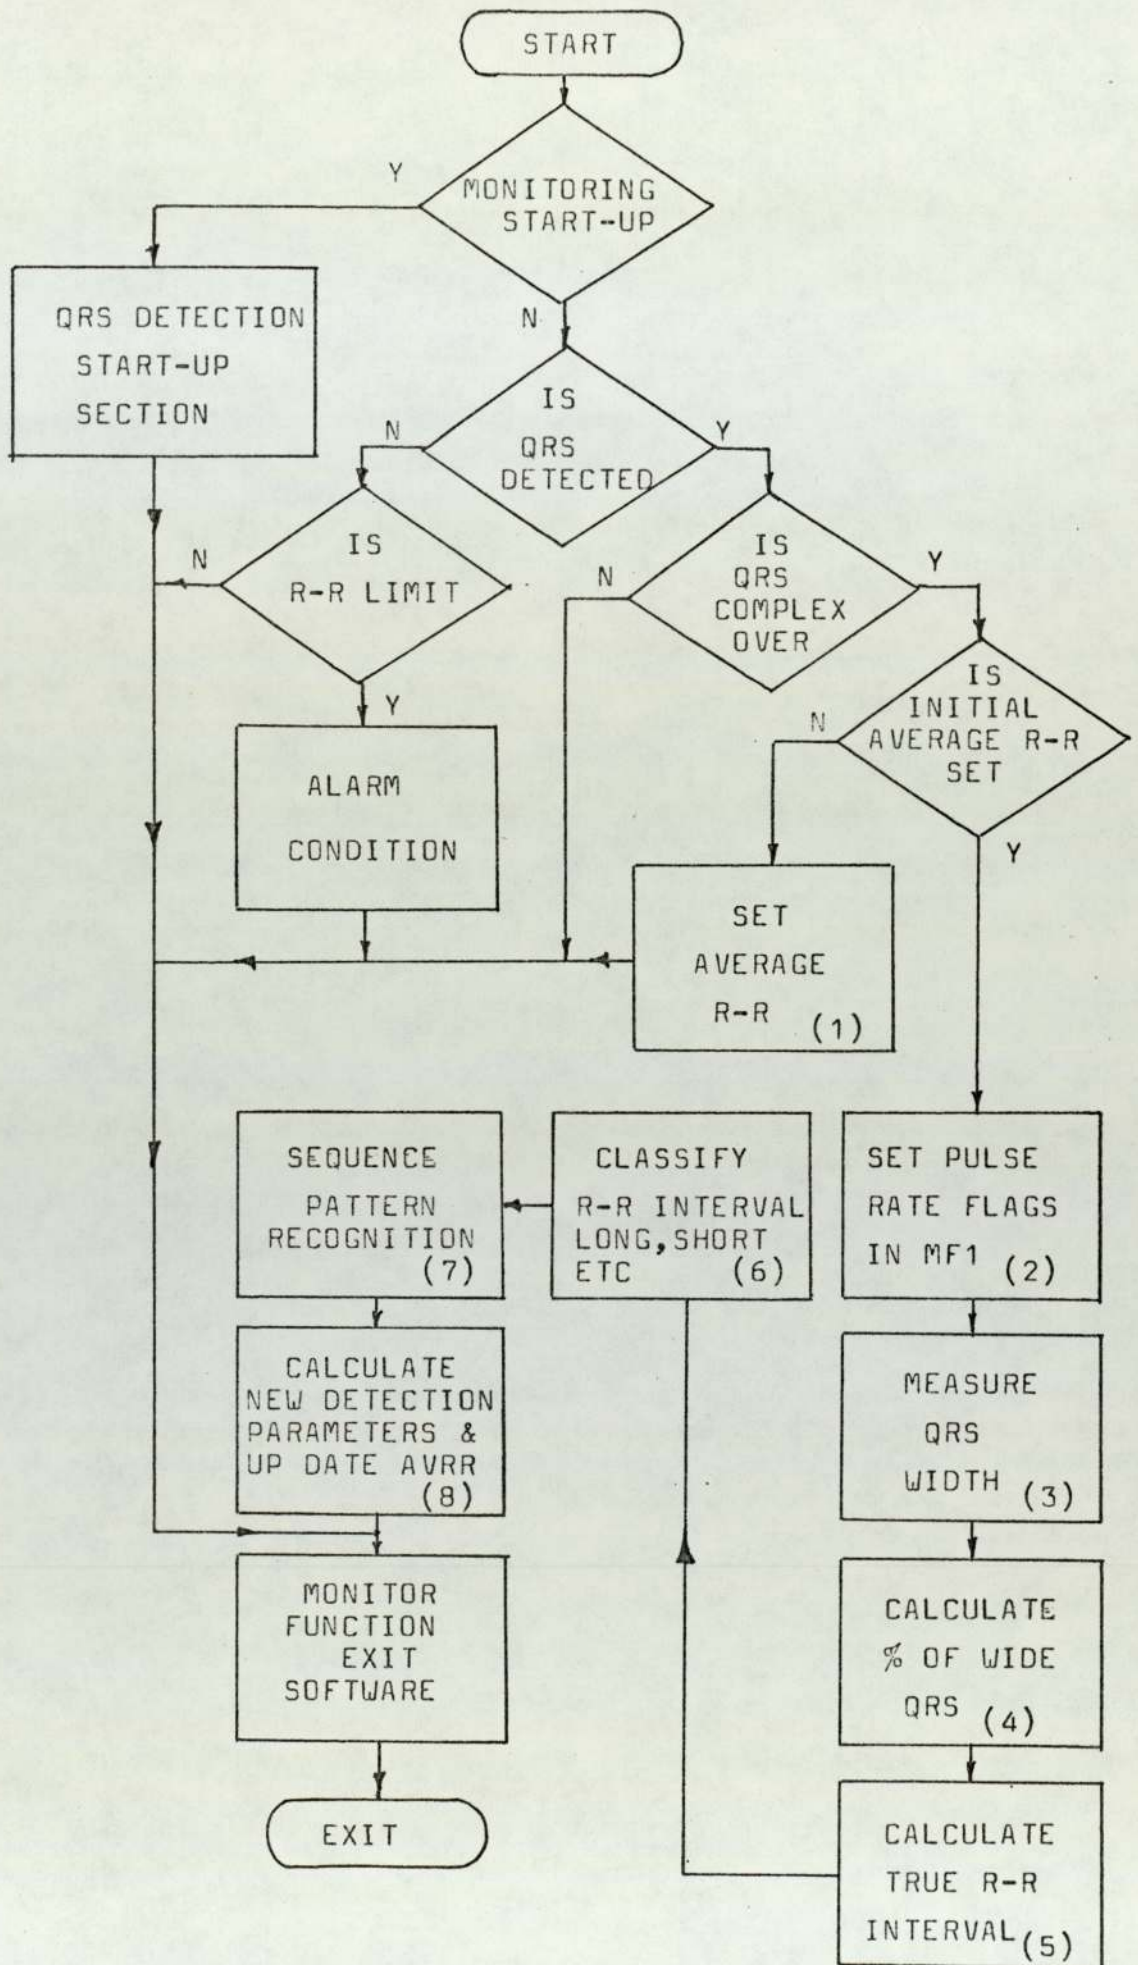 START
Y
MONITORING
START-UP
N
QRS DETECTION
START-UP
SECTION
IS
QRS
DETECTED
N
Y
IS
R-R LIMIT
N
Y
IS
QRS
COMPLEX
OVER
N
Y
IS
INITIAL
AVERAGE R-R
SET
N
Y
ALARM
CONDITION
SET
AVERAGE
R-R (1)
SEQUENCE
PATTERN
RECOGNITION
(7)
CLASSIFY
R-R INTERVAL
LONG,SHORT
ETC (6)
SET PULSE
RATE FLAGS
IN MF1 (2)
CALCULATE
NEW DETECTION
PARAMETERS &
UP DATE AVRR
(8)
MEASURE
QRS
WIDTH (3)
MONITOR
FUNCTION
EXIT
SOFTWARE
CALCULATE
% OF WIDE
QRS (4)
EXIT
CALCULATE
TRUE R-R
INTERVAL (5)